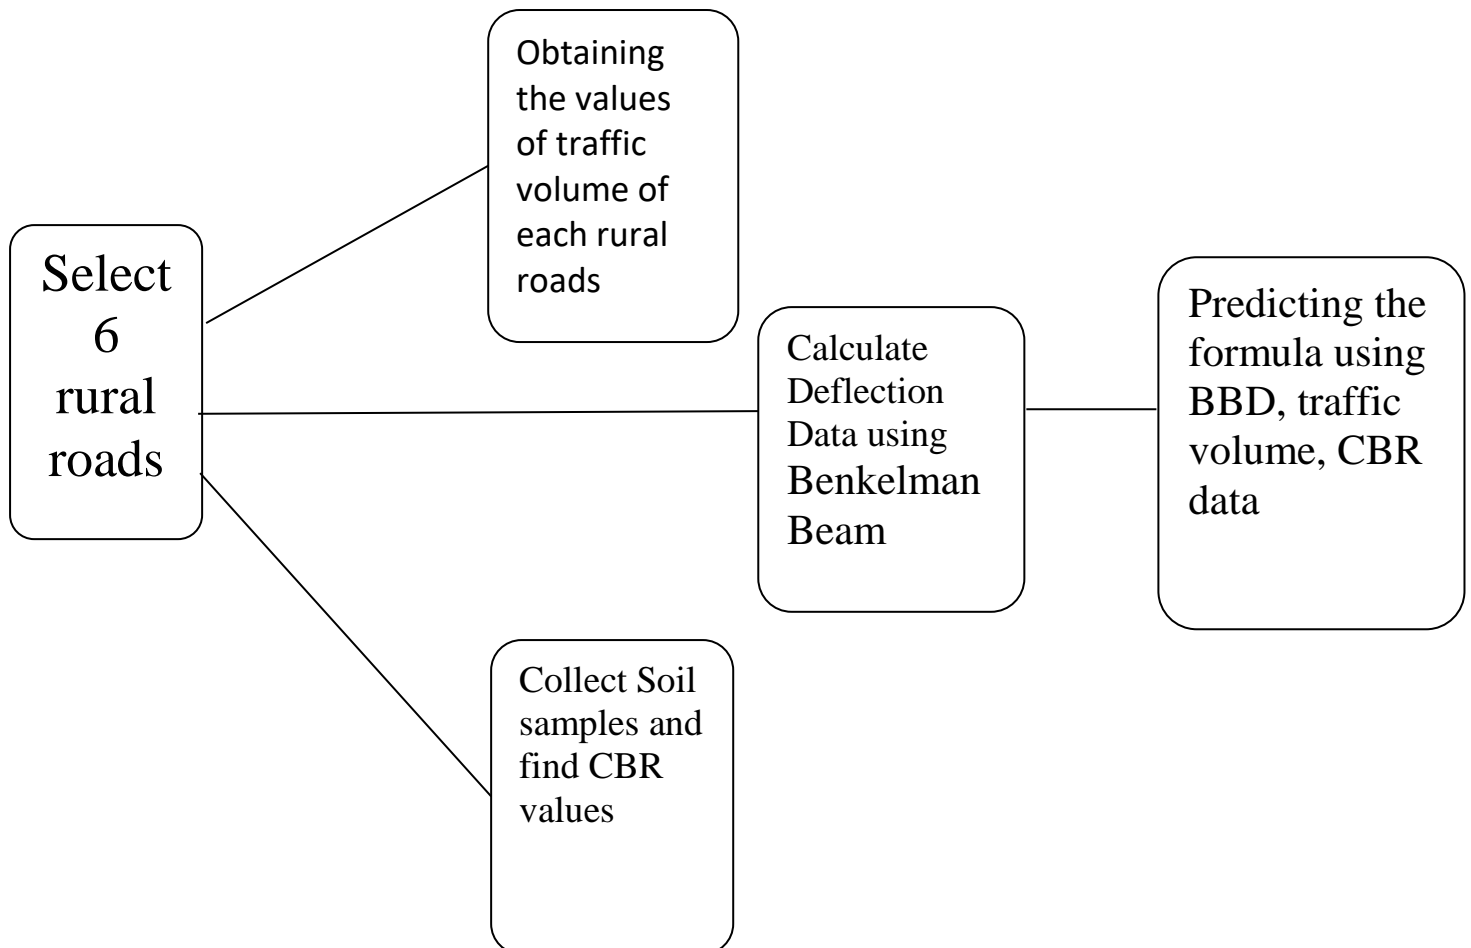 Select
6
rural
roads
Obtaining
the values
of traffic
volume of
each rural
roads
Calculate
Deflection
Data using
Benkelman
Beam
Predicting the
formula using
BBD, traffic
volume, CBR
data
Collect Soil
samples and
find CBR
values